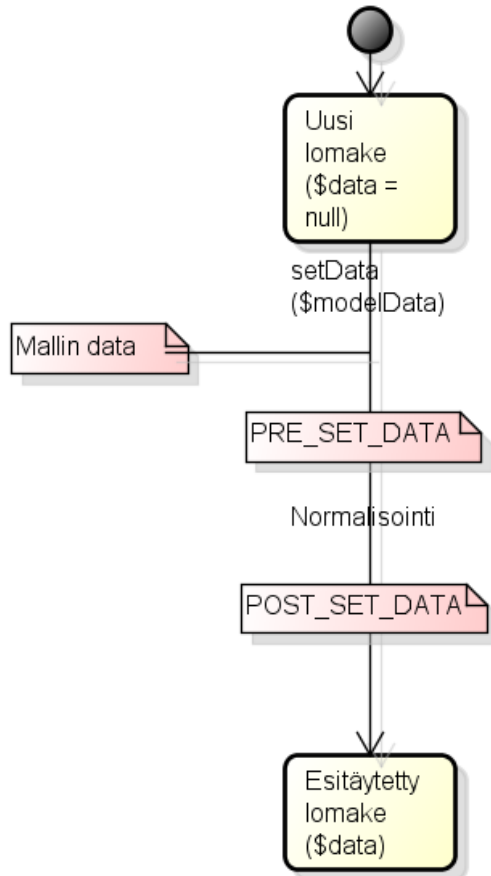 Uusi
lomake
($data =
null)
setData
($modelData)
Mallin data
PRE_SET_DATA
Normalisointi
POST_SET_DATA
Esitäytetty
lomake
($data)